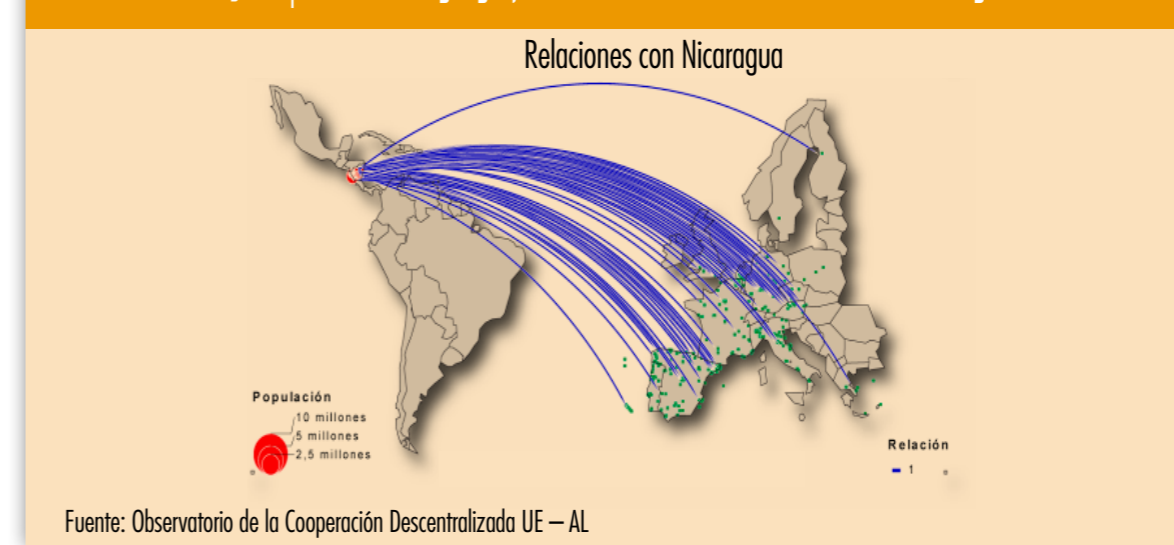 Relaciones con Nicaragua
Populación
10 millones
5 millones
2,5 millones
Relación
1
Fuente: Observatorio de la Cooperación Descentralizada UE – AL